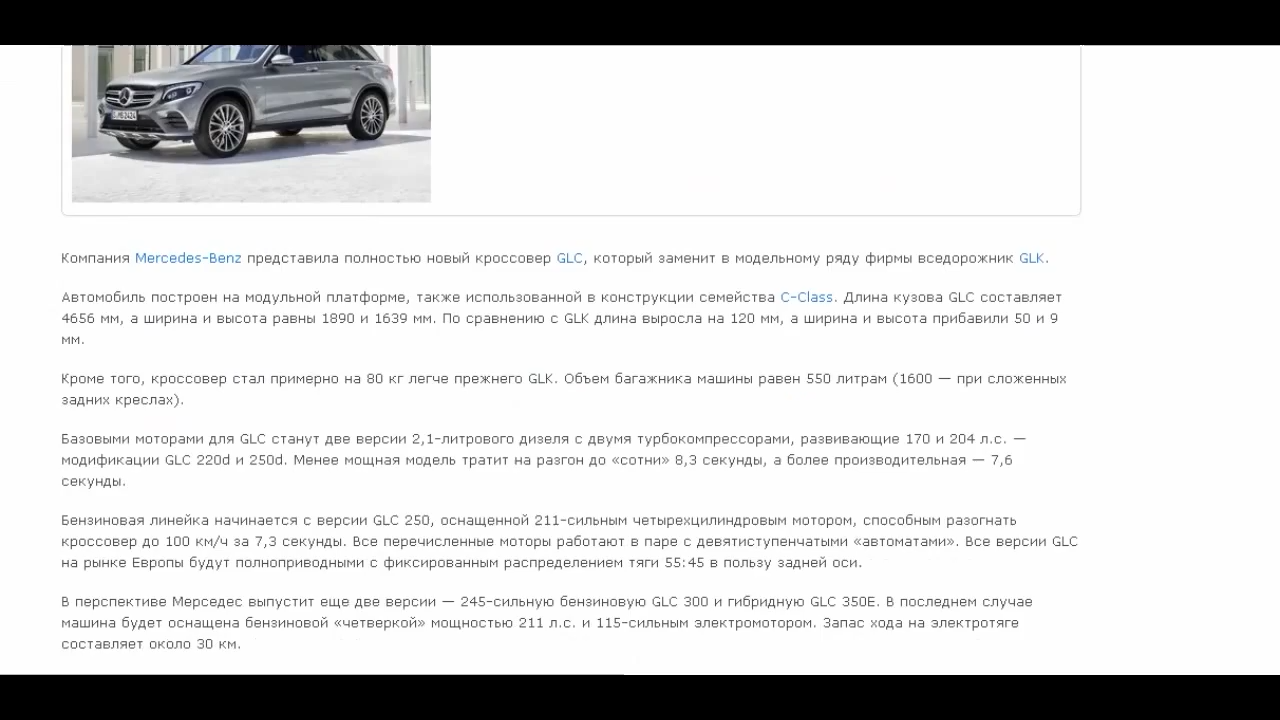 Компания Mercedes-Benz представила полностью новый кроссовер GLC, который заменит в модельному ряду фирмы вседорожник GLK.
Автомобиль построен на модульной платформе, также использованной в конструкции семейства C-Class. Длина кузова GLC составляет
4656 мм, а ширина и высота равны 1890 и 1639 мм. По сравнению с GLK длина выросла на 120 мм, а ширина и высота прибавили 50 и 9
мм.
Кроме того, кроссовер стал примерно на 80 кг легче прежнего GLK. Объем багажника машины равен 550 литрам (1600 — при сложенных
задних креслах).
Базовыми моторами для GLC станут две версии 2,1-литрового дизеля с двумя турбокомпрессорами, развивающие 170 и 204 л.с. —
модификации GLC 220d и 250d. Менее мощная модель тратит на разгон до «сотни» 8,3 секунды, а более производительная — 7,6
секунды.
Бензиновая линейка начинается с версии GLC 250, оснащенной 211-сильным четырехцилиндровым мотором, способным разогнать
кроссовер до 100 км/ч за 7,3 секунды. Все перечисленные моторы работают в паре с девятиступенчатыми «автоматами». Все версии GLC
на рынке Европы будут полноприводными с фиксированным распределением тяги 55:45 в пользу задней оси.
В перспективе Мерседес выпустит еще две версии — 245-сильную бензиновую GLC 300 и гибридную GLC 350E. В последнем случае
машина будет оснащена бензиновой «четверкой» мощностью 211 л.с. и 115-сильным электромотором. Запас хода на электротяге
составляет около 30 км.